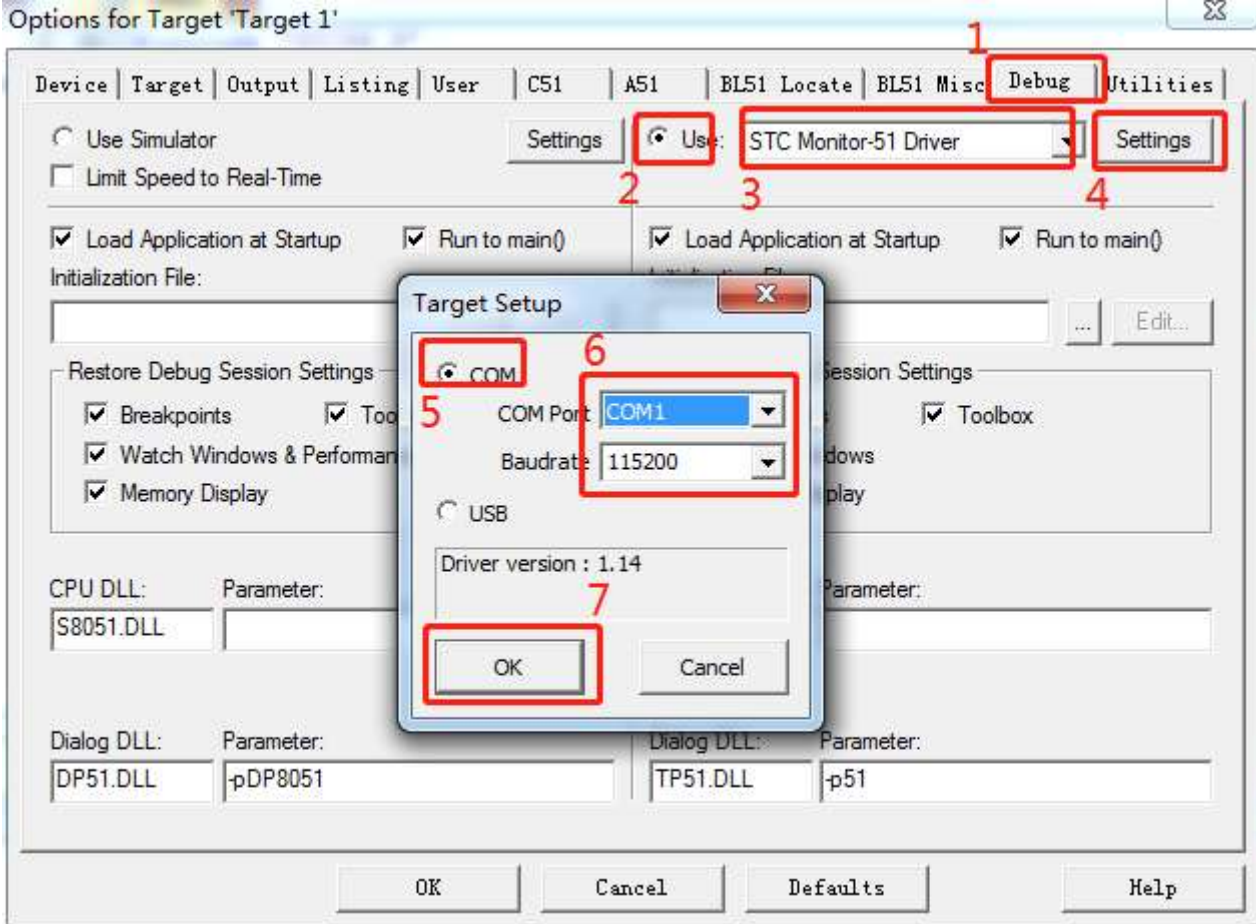 Options for Target 'Target 1'
1
Device Target Output Listing User C51 A51 BL51 Locate BL51 Misc Debug Utilities
Use Simulator Settings Use: STC Monitor-51 Driver Settings
Limit Speed to Real-Time
2 3 4
Load Application at Startup Run to main() Load Application at Startup Run to main()
Initialization File:
Target Setup
... Edit...
6
Restore Debug Session Settings Session Settings
COM
5
COM Port COM1
Breakpoints Toolbox
Watch Windows & Performan
Baudrate 115200
Memory Display
USB
Driver version : 1.14
CPU DLL: Parameter: Parameter:
7
S8051.DLL
OK Cancel
Dialog DLL: Parameter: Dialog DLL: Parameter:
DP51.DLL -pDP8051 TP51.DLL -p51
OK Cancel Defaults Help